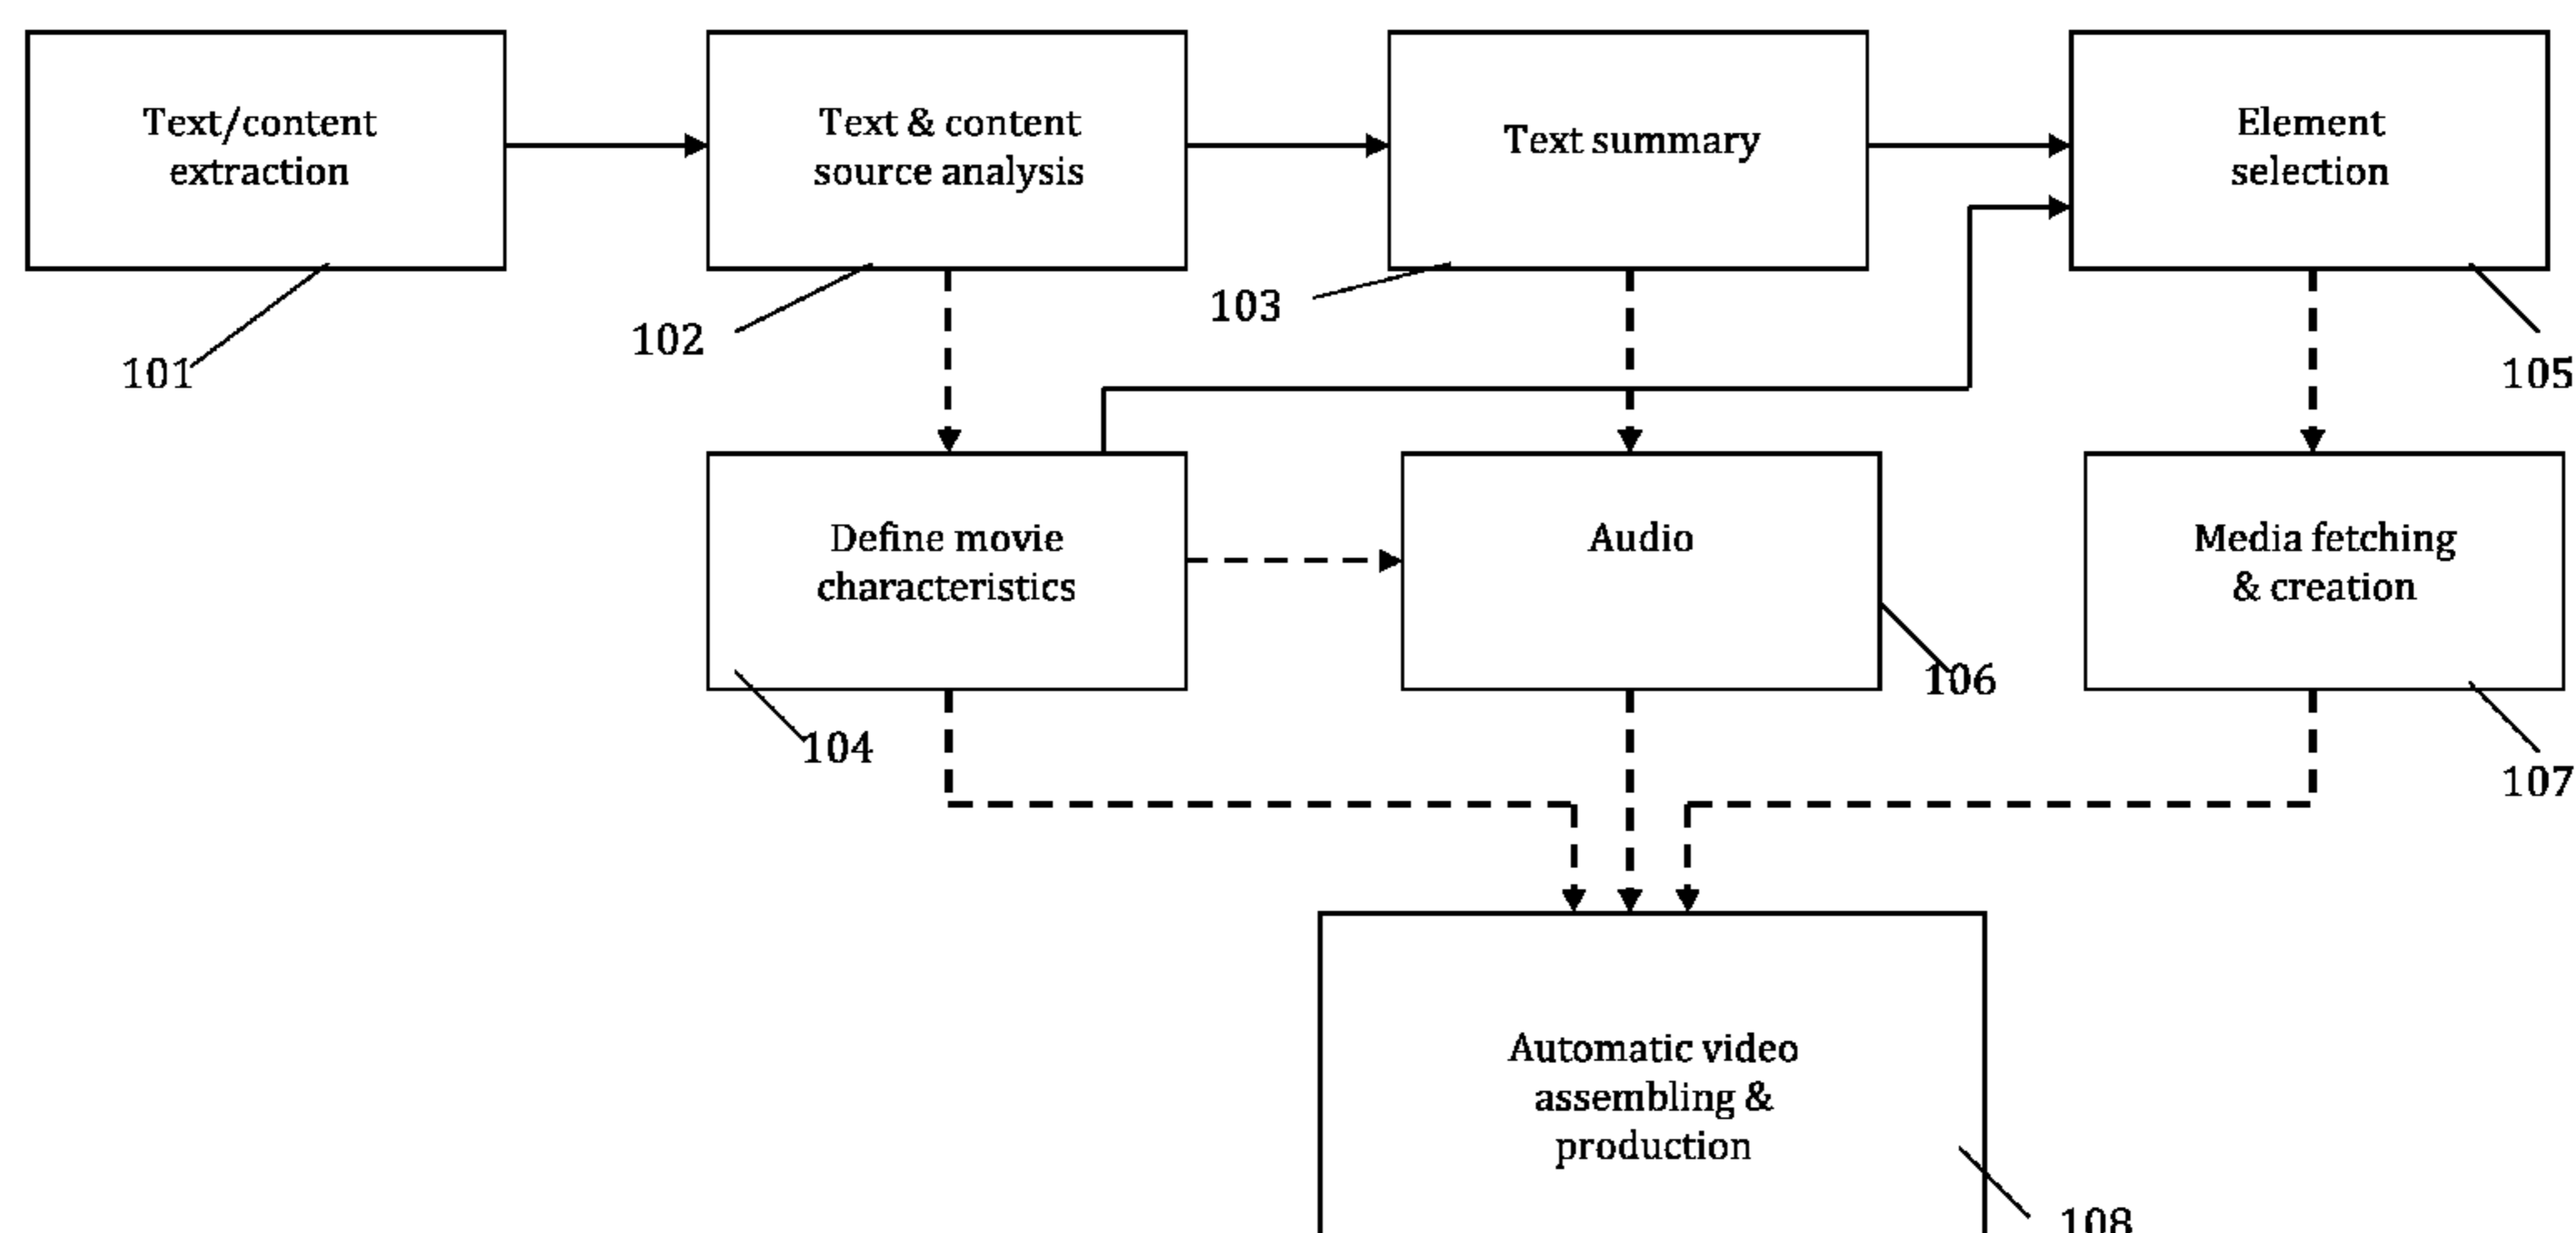 Text/content
extraction
Text & content
source analysis
Text summary
Element
selection
101
102
103
105
Define movie
characteristics
Audio
Media fetching
& creation
104
106
107
Automatic video
assembling &
production
108